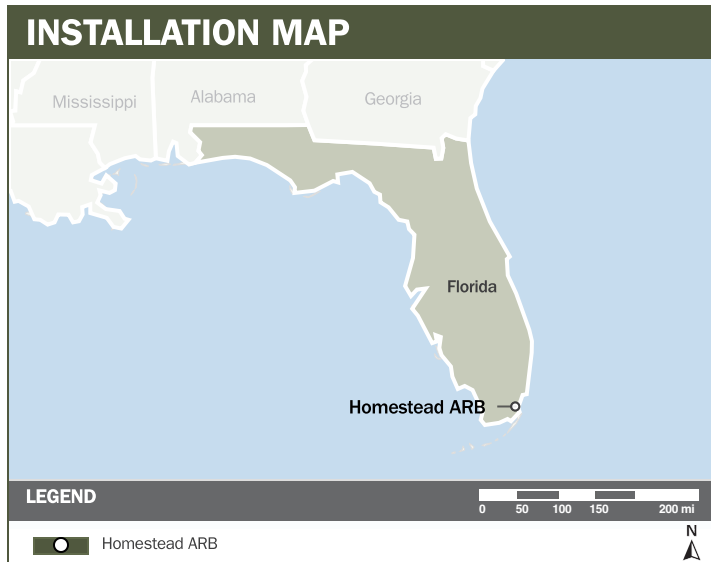 INSTALLATION MAP
Mississippi
Alabama
Georgia
Florida
Homestead ARB
LEGEND
0 50 100 150 200 mi
Homestead ARB
N